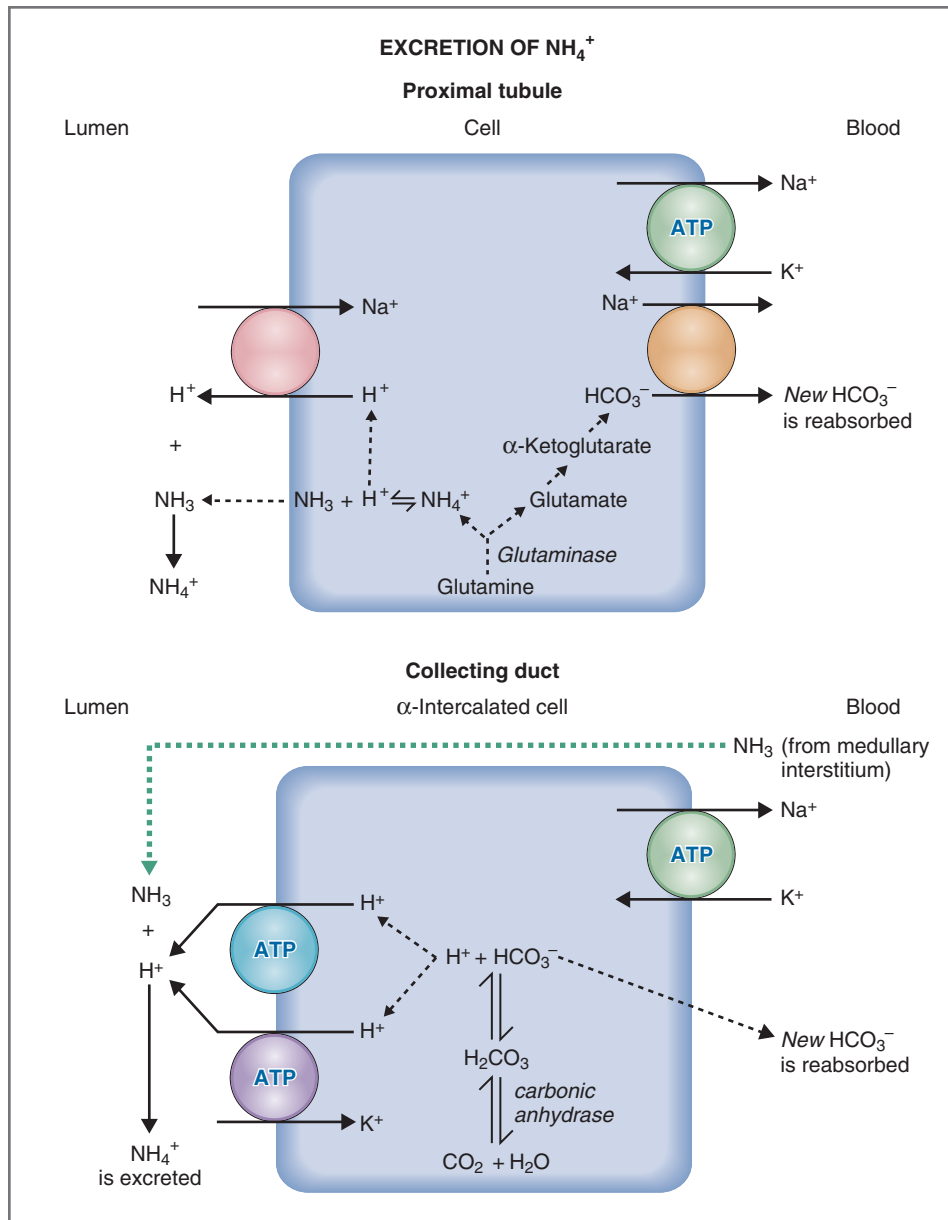 EXCRETION OF NH₄⁺
Proximal tubule
Lumen
Cell
Blood
Na⁺
ATP
K⁺
Na⁺
Na⁺
H⁺
H⁺
HCO₃⁻
New HCO₃⁻
is reabsorbed
+
α-Ketoglutarate
NH₃
NH₃ + H⁺ ⇌ NH₄⁺
Glutamate
Glutaminase
NH₄⁺
Glutamine
Collecting duct
Lumen
α-Intercalated cell
Blood
NH₃ (from medullary
interstitium)
Na⁺
ATP
K⁺
NH₃
+
H⁺
H⁺
ATP
H⁺ + HCO₃⁻
H⁺
New HCO₃⁻
is reabsorbed
H₂CO₃
ATP
carbonic
anhydrase
K⁺
NH₄⁺
is excreted
CO₂ + H₂O